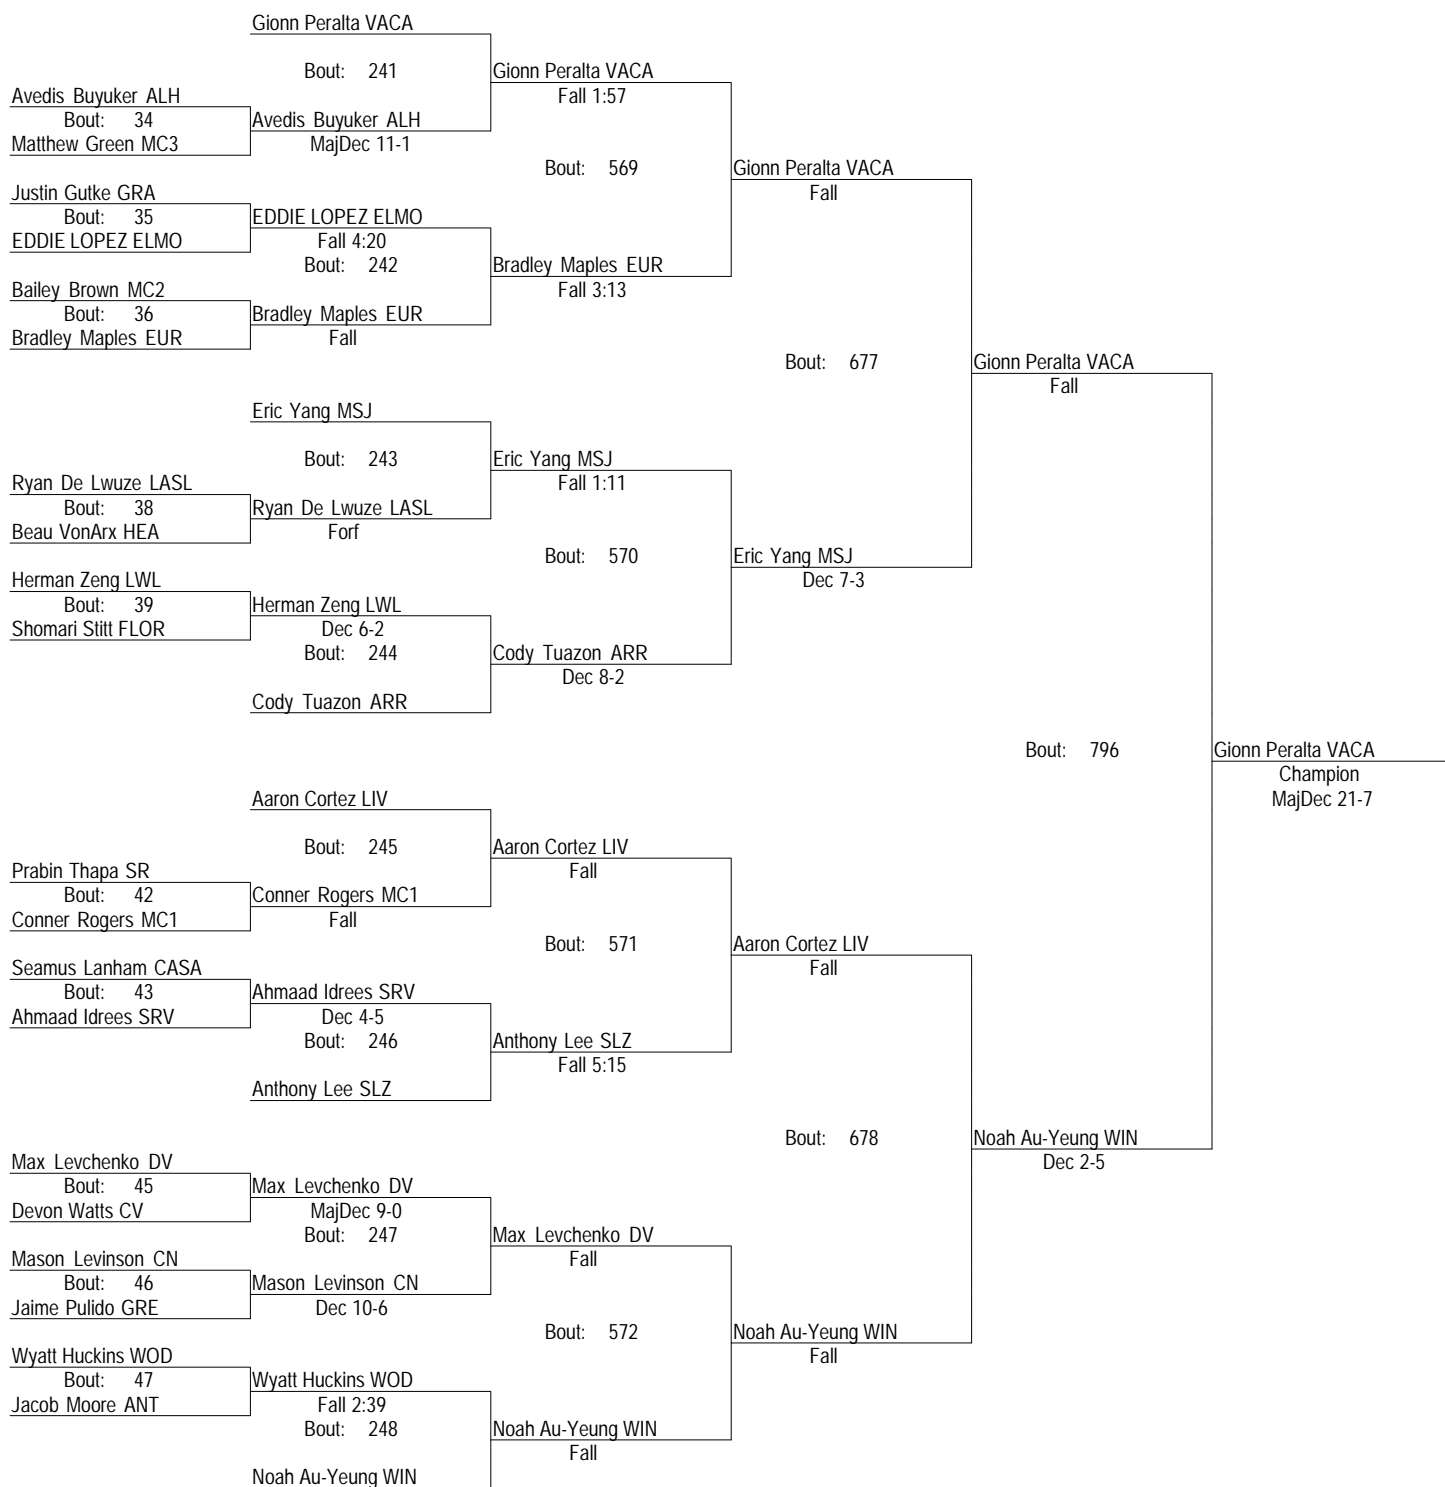 Gionn Peralta VACA
Bout: 241
Gionn Peralta VACA
Fall 1:57
Avedis Buyuker ALH
Bout: 34
Matthew Green MC3
Avedis Buyuker ALH
MajDec 11-1
Bout: 569
Gionn Peralta VACA
Fall
Justin Gutke GRA
Bout: 35
EDDIE LOPEZ ELMO
EDDIE LOPEZ ELMO
Fall 4:20
Bout: 242
Bradley Maples EUR
Fall 3:13
Bailey Brown MC2
Bout: 36
Bradley Maples EUR
Bradley Maples EUR
Fall
Bout: 677
Gionn Peralta VACA
Fall
Eric Yang MSJ
Bout: 243
Eric Yang MSJ
Fall 1:11
Ryan De Lwuze LASL
Bout: 38
Beau VonArx HEA
Ryan De Lwuze LASL
Forf
Bout: 570
Eric Yang MSJ
Dec 7-3
Herman Zeng LWL
Bout: 39
Shomari Stitt FLOR
Herman Zeng LWL
Dec 6-2
Bout: 244
Cody Tuazon ARR
Dec 8-2
Cody Tuazon ARR
Bout: 796
Gionn Peralta VACA
Champion
MajDec 21-7
Aaron Cortez LIV
Bout: 245
Aaron Cortez LIV
Fall
Prabin Thapa SR
Bout: 42
Conner Rogers MC1
Conner Rogers MC1
Fall
Bout: 571
Aaron Cortez LIV
Fall
Seamus Lanham CASA
Bout: 43
Ahmaad Idrees SRV
Ahmaad Idrees SRV
Dec 4-5
Bout: 246
Anthony Lee SLZ
Fall 5:15
Anthony Lee SLZ
Bout: 678
Noah Au-Yeung WIN
Dec 2-5
Max Levchenko DV
Bout: 45
Devon Watts CV
Max Levchenko DV
MajDec 9-0
Bout: 247
Max Levchenko DV
Fall
Mason Levinson CN
Bout: 46
Jaime Pulido GRE
Mason Levinson CN
Dec 10-6
Bout: 572
Noah Au-Yeung WIN
Fall
Wyatt Huckins WOD
Bout: 47
Jacob Moore ANT
Wyatt Huckins WOD
Fall 2:39
Bout: 248
Noah Au-Yeung WIN
Fall
Noah Au-Yeung WIN